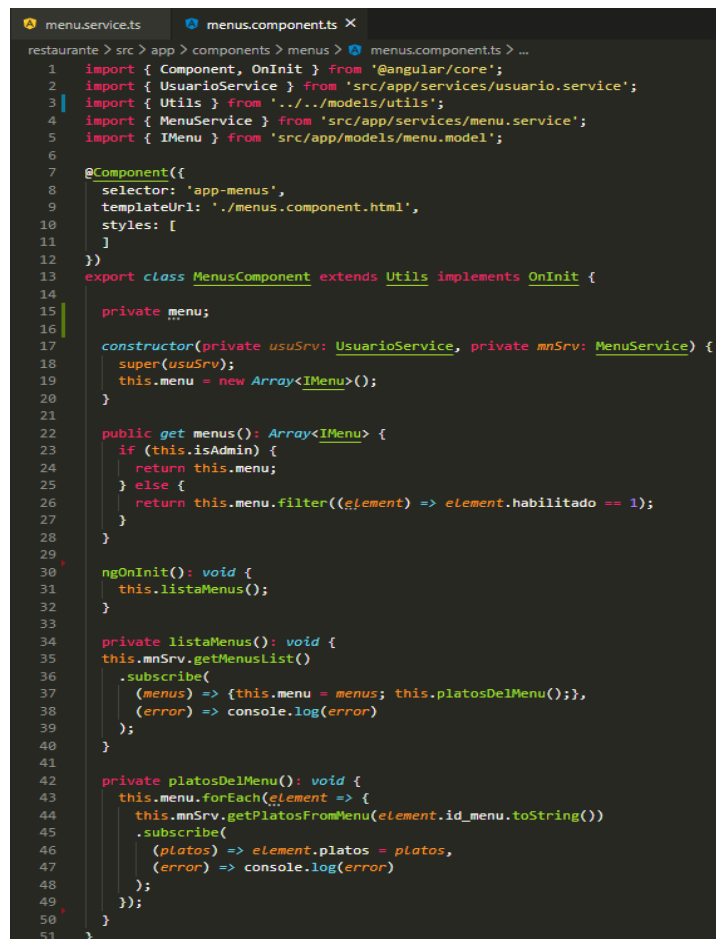 menu.service.ts menus.component.ts ×
restaurante > src > app > components > menus > menus.component.ts > ...
1 import { Component, OnInit } from '@angular/core';
2 import { UsuarioService } from 'src/app/services/usuario.service';
3 import { Utils } from '../../models/utils';
4 import { MenuService } from 'src/app/services/menu.service';
5 import { IMenu } from 'src/app/models/menu.model';
6
7 @Component({
8   selector: 'app-menus',
9   templateUrl: './menus.component.html',
10   styles: [
11   ]
12 })
13 export class MenusComponent extends Utils implements OnInit {
14
15   private menu;
16
17   constructor(private usuSrv: UsuarioService, private mnSrv: MenuService) {
18     super(usuSrv);
19     this.menu = new Array<IMenu>();
20   }
21
22   public get menus(): Array<IMenu> {
23     if (this.isAdmin) {
24       return this.menu;
25     } else {
26       return this.menu.filter((element) => element.habilitado == 1);
27     }
28   }
29
30   ngOnInit(): void {
31     this.listaMenus();
32   }
33
34   private listaMenus(): void {
35   this.mnSrv.getMenusList()
36     .subscribe(
37       (menus) => {this.menu = menus; this.platosDelMenu();},
38       (error) => console.log(error)
39     );
40   }
41
42   private platosDelMenu(): void {
43     this.menu.forEach(element => {
44       this.mnSrv.getPlatosFromMenu(element.id_menu.toString())
45       .subscribe(
46         (platos) => element.platos = platos,
47         (error) => console.log(error)
48       );
49     });
50   }
51 }